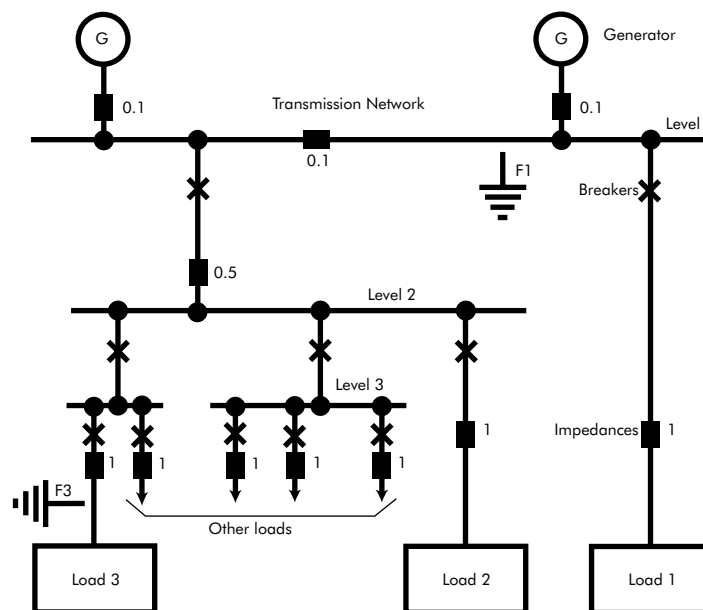 G
G
Generator
0.1
0.1
Transmission Network
Level
0.1
F1
Breakers
0.5
Level 2
Level 3
1
Impedances
1
1
1
1
1
1
F3
Other loads
Load 3
Load 2
Load 1